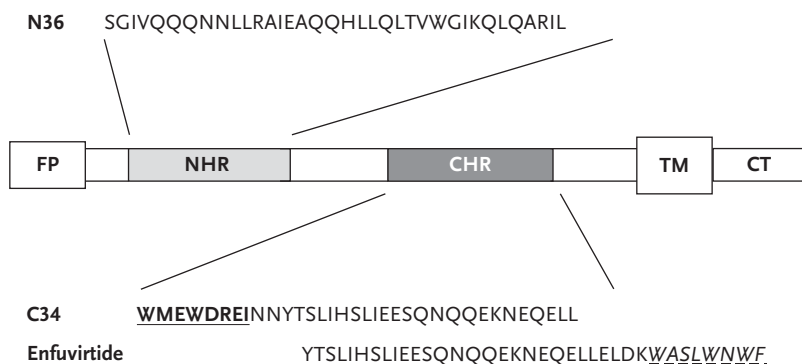 N36 SGIVQQQNNLLRAIEAQQHLLQLTVWGIKQLQARIL
FP NHR CHR TM CT
C34 WMEWDREINNYTSLIHSLIEESQNQQEKNEQELL
Enfuvirtide YTSLIHSLIEESQNQQEKNEQELLELDKWASLWNWF